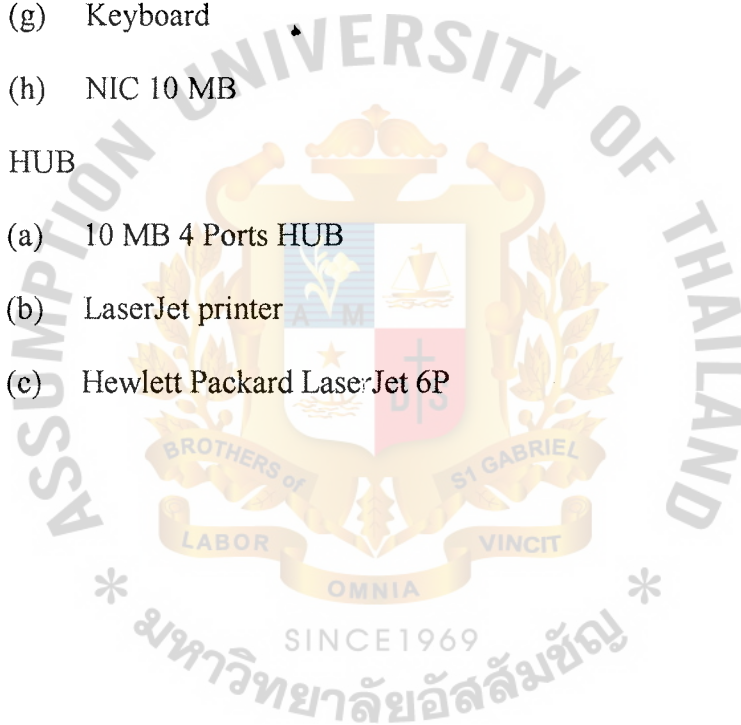 (g) Keyboard
(h) NIC 10 MB
HUB
(a) 10 MB 4 Ports HUB
(b) LaserJet printer
(c) Hewlett Packard LaserJet 6P
ASSUMPTION UNIVERSITY OF THAILAND
A M
D S
BROTHERS of
S1 GABRIEL
LABOR
VINCIT
OMNIA
* *
SINCE1969
มหาวิทยาลัยอัสสัมชัญ